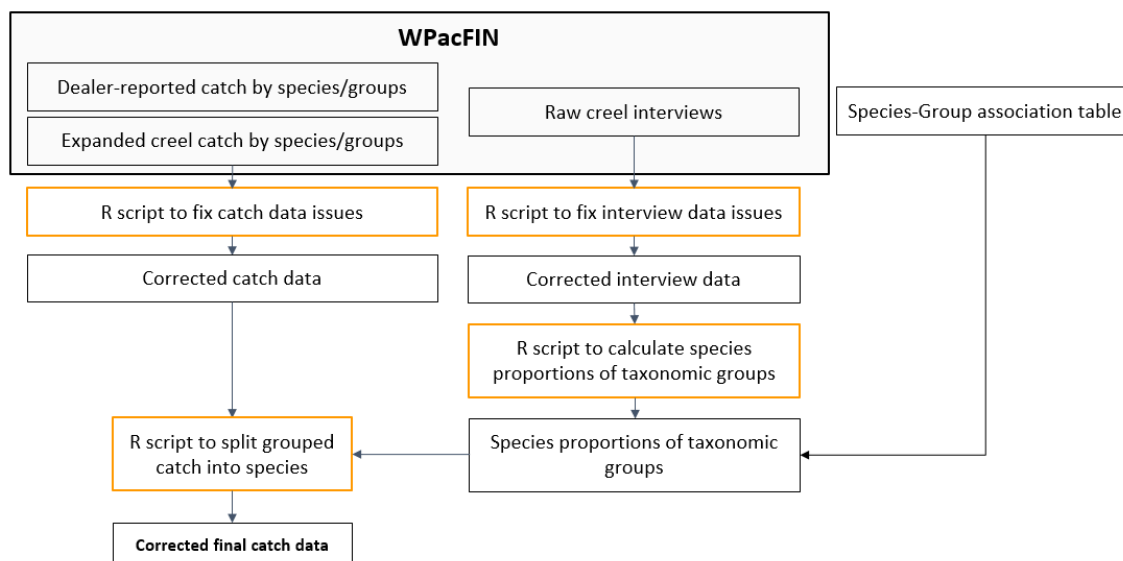 WPacFIN
Dealer-reported catch by species/groups
Expanded creel catch by species/groups
Raw creel interviews
Species-Group association table
R script to fix catch data issues
R script to fix interview data issues
Corrected catch data
Corrected interview data
R script to calculate species
proportions of taxonomic groups
R script to split grouped
catch into species
Species proportions of taxonomic
groups
Corrected final catch data